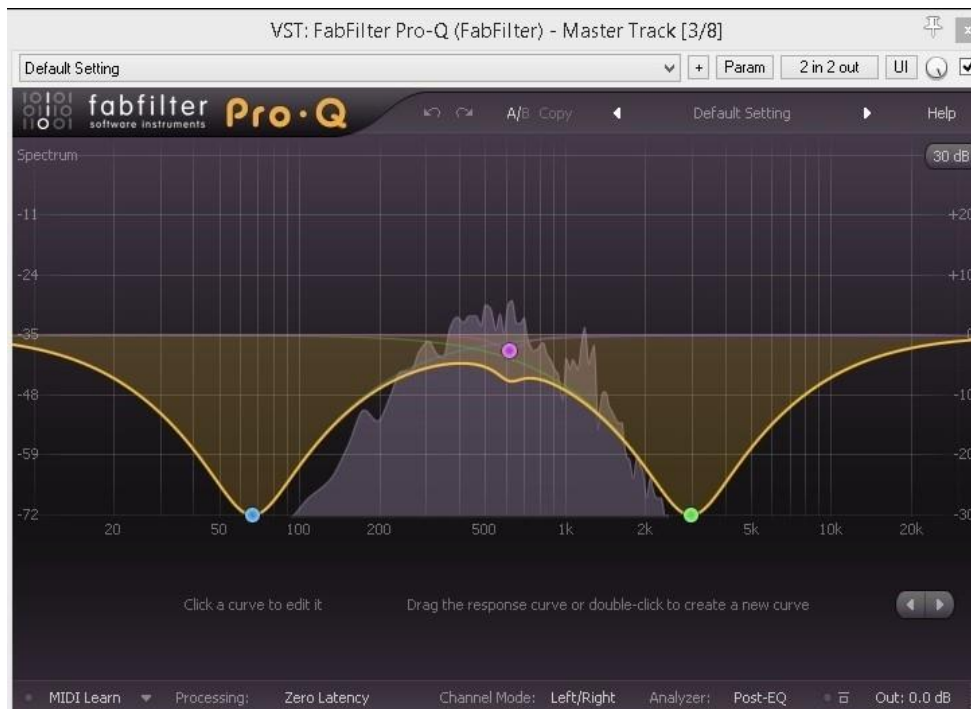 VST: FabFilter Pro-Q (FabFilter) - Master Track [3/8]
Default Setting + Param 2 in 2 out UI
fabfilter Pro·Q A/B Copy Default Setting Help
software instruments
Spectrum 30 dB
-11 +20
-24 +10
-35 0
-48 -10
-59 -20
-72 -30
20 50 100 200 500 1k 2k 5k 10k 20k
Click a curve to edit it Drag the response curve or double-click to create a new curve
MIDI Learn Processing: Zero Latency Channel Mode: Left/Right Analyzer: Post-EQ Out: 0.0 dB